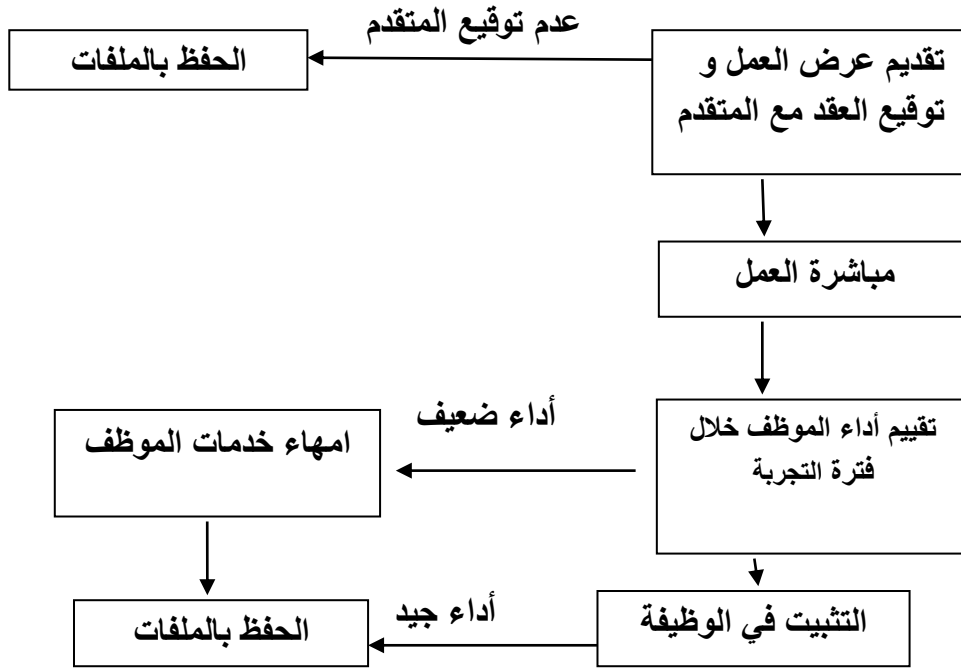 عدم توقيع المتقدم
تقديم عرض العمل و
توقيع العقد مع المتقدم
الحفظ بالملفات
مباشرة العمل
تقييم أداء الموظف خلال
فترة التجربة
أداء ضعيف
امهاء خدمات الموظف
التثبيت في الوظيفة
أداء جيد
الحفظ بالملفات